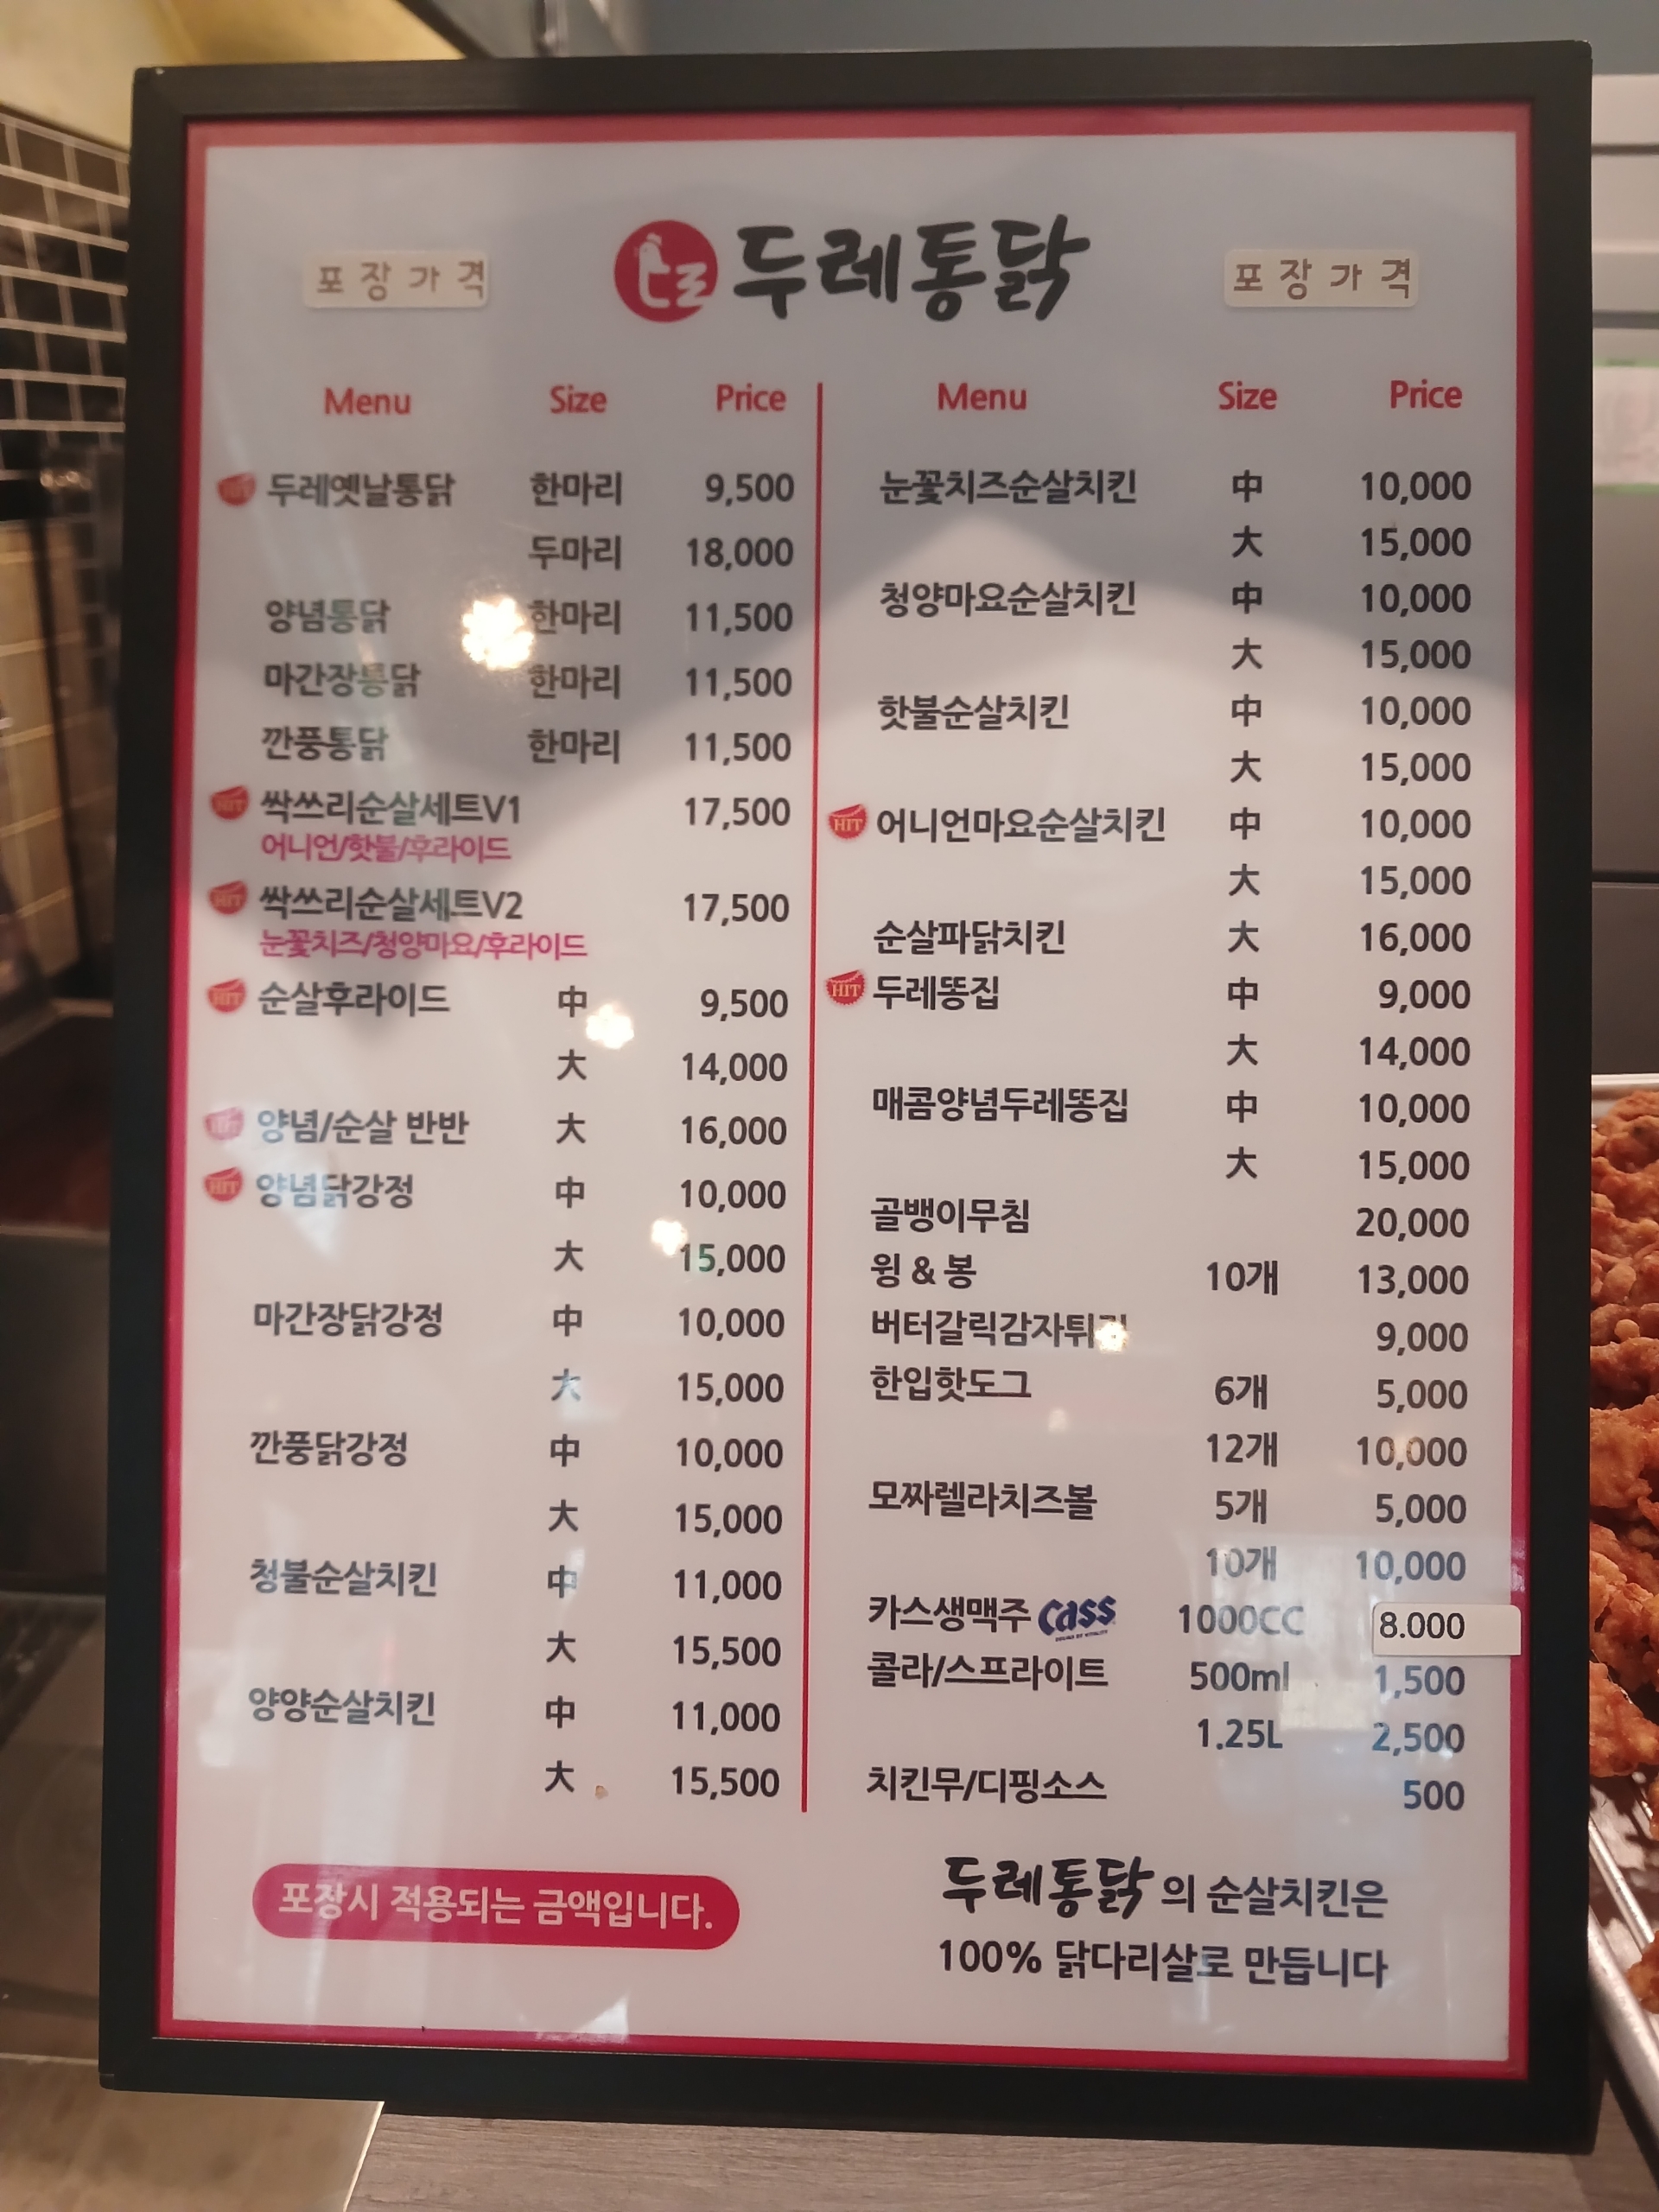 포장가격
두레통닭
포장가격
Menu Size Price
HIT 두레옛날통닭 한마리 9,500
두마리 18,000
양념통닭 한마리 11,500
마간장통닭 한마리 11,500
깐풍통닭 한마리 11,500
HIT 싹쓰리순살세트V1 17,500
어니언/핫불/후라이드
HIT 싹쓰리순살세트V2 17,500
눈꽃치즈/청양마요/후라이드
HIT 순살후라이드 中 9,500
大 14,000
HIT 양념/순살 반반 大 16,000
HIT 양념닭강정 中 10,000
大 15,000
마간장닭강정 中 10,000
大 15,000
깐풍닭강정 中 10,000
大 15,000
청불순살치킨 中 11,000
大 15,500
양양순살치킨 中 11,000
大 15,500
포장시 적용되는 금액입니다.
Menu Size Price
눈꽃치즈순살치킨 中 10,000
大 15,000
청양마요순살치킨 中 10,000
大 15,000
핫불순살치킨 中 10,000
大 15,000
HIT 어니언마요순살치킨 中 10,000
大 15,000
순살파닭치킨 大 16,000
HIT 두레똥집 中 9,000
大 14,000
매콤양념두레똥집 中 10,000
大 15,000
골뱅이무침 20,000
윙 & 봉 10개 13,000
버터갈릭감자튀김 9,000
한입핫도그 6개 5,000
12개 10,000
모짜렐라치즈볼 5개 5,000
10개 10,000
카스생맥주 Cass 1000CC 8.000
콜라/스프라이트 500ml 1,500
1.25L 2,500
치킨무/디핑소스 500
두레통닭의 순살치킨은
100% 닭다리살로 만듭니다